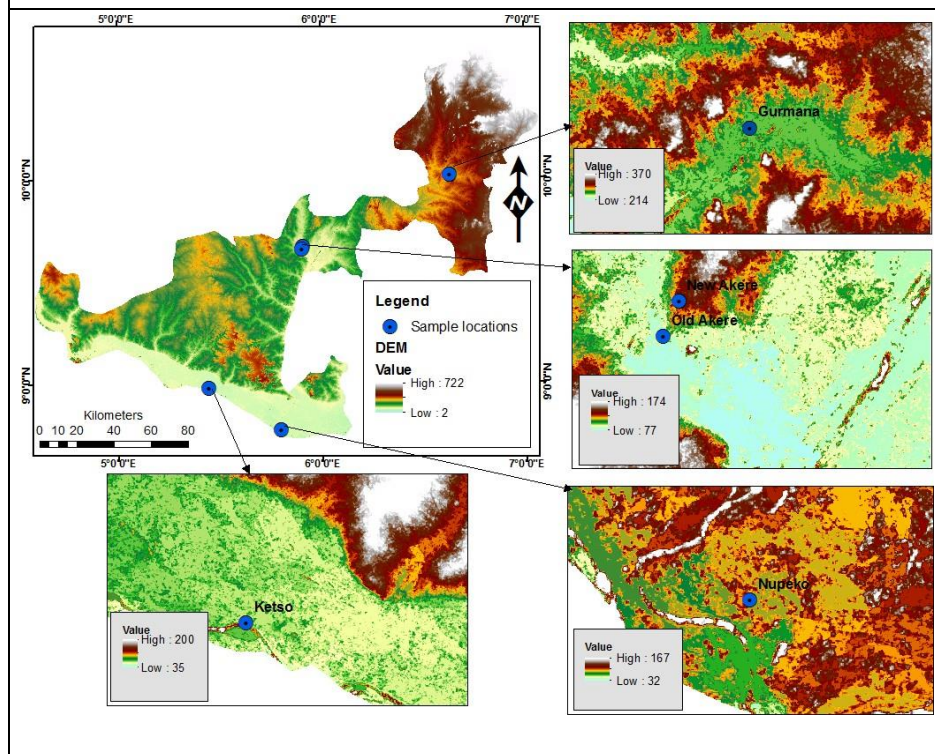 5°0'0"E
6°0'0"E
7°0'0"E
10°0'0"N
9°0'0"N
10°0'0"N
9°0'0"N
N
Legend
Sample locations
DEM
Value
High : 722
Low : 2
Kilometers
0 10 20 40 60 80
5°0'0"E
6°0'0"E
7°0'0"E
Gurmana
Value
High : 370
Low : 214
New Akere
Old Akere
Value
High : 174
Low : 77
Ketso
Value
High : 200
Low : 35
Nupeko
Value
High : 167
Low : 32